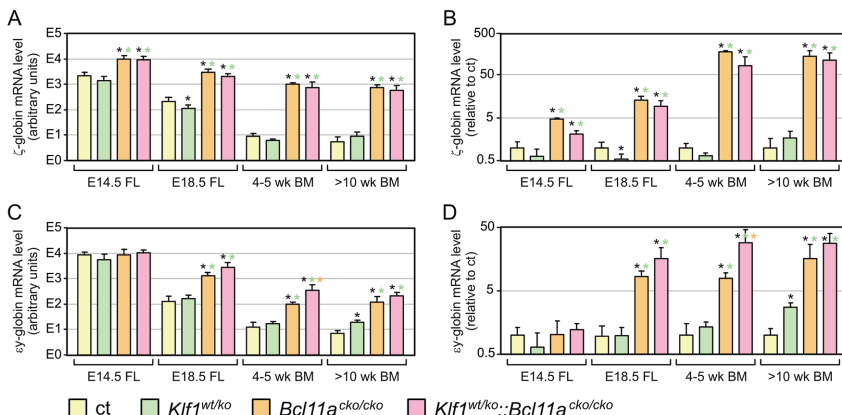 A
ζ-globin mRNA level
(arbitrary units)
E5
E4
E3
E2
E1
E0
* * * * * * * * * * * * * * * * *
E14.5 FL E18.5 FL 4-5 wk BM >10 wk BM
B
ζ-globin mRNA level
(relative to ct)
500
50
5
0.5
* * * * * * * * * * * * * * * * *
E14.5 FL E18.5 FL 4-5 wk BM >10 wk BM
C
εy-globin mRNA level
(arbitrary units)
E5
E4
E3
E2
E1
E0
* * * * * * * * * * * * * *
E14.5 FL E18.5 FL 4-5 wk BM >10 wk BM
D
εy-globin mRNA level
(relative to ct)
50
5
0.5
* * * * * * * * * * * * * *
E14.5 FL E18.5 FL 4-5 wk BM >10 wk BM
ct Klf1wt/ko Bcl11acko/cko Klf1wt/ko::Bcl11acko/cko